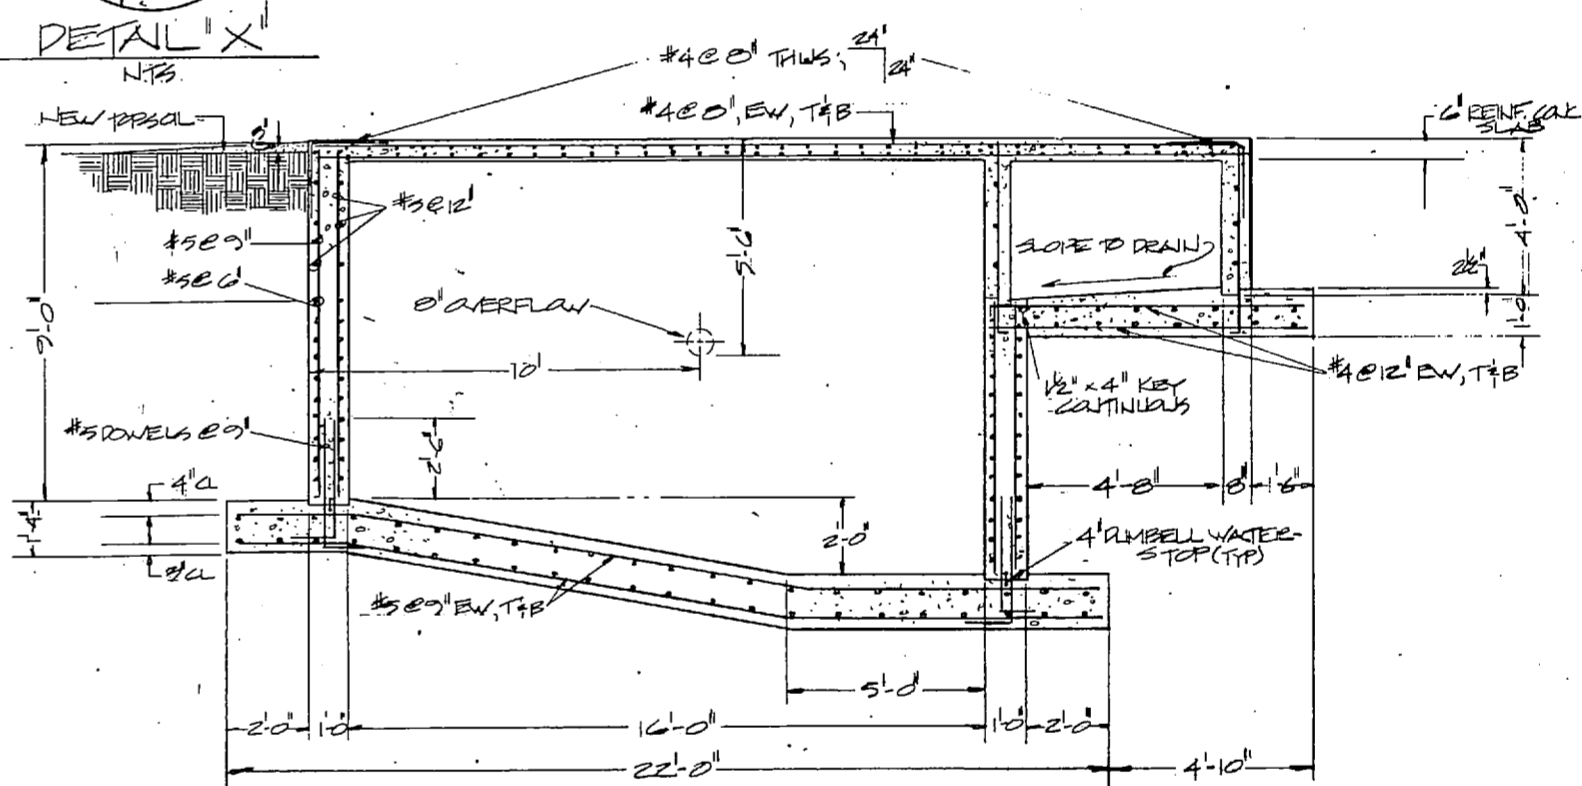 DETAIL "X"
N.T.S.
#4@8" THUS; 24" 24"
#4@8", EW, T&B
NEW TOPSOIL
6" REINF. CONC
SLAB
#5@12"
#5@9"
#5@6"
9'-0"
8" OVERFLOW
5'-6"
10'
SLOPE TO DRAIN
4'-0"
2½"
1'-0"
#4@12" EW, T&B
1½" x 4" KEY
CONTINUOUS
#5 DOWELS @ 9"
2'-6"
4" CL
1'-4"
3" CL
#5@9" EW, T&B
2'-0"
4'-8"
8"
1'-6"
4" DUMBELL WATER-
STOP (TYP)
5'-0"
2'-0"
1'-0"
16'-0"
1'-0"
2'-0"
22'-0"
4'-10"